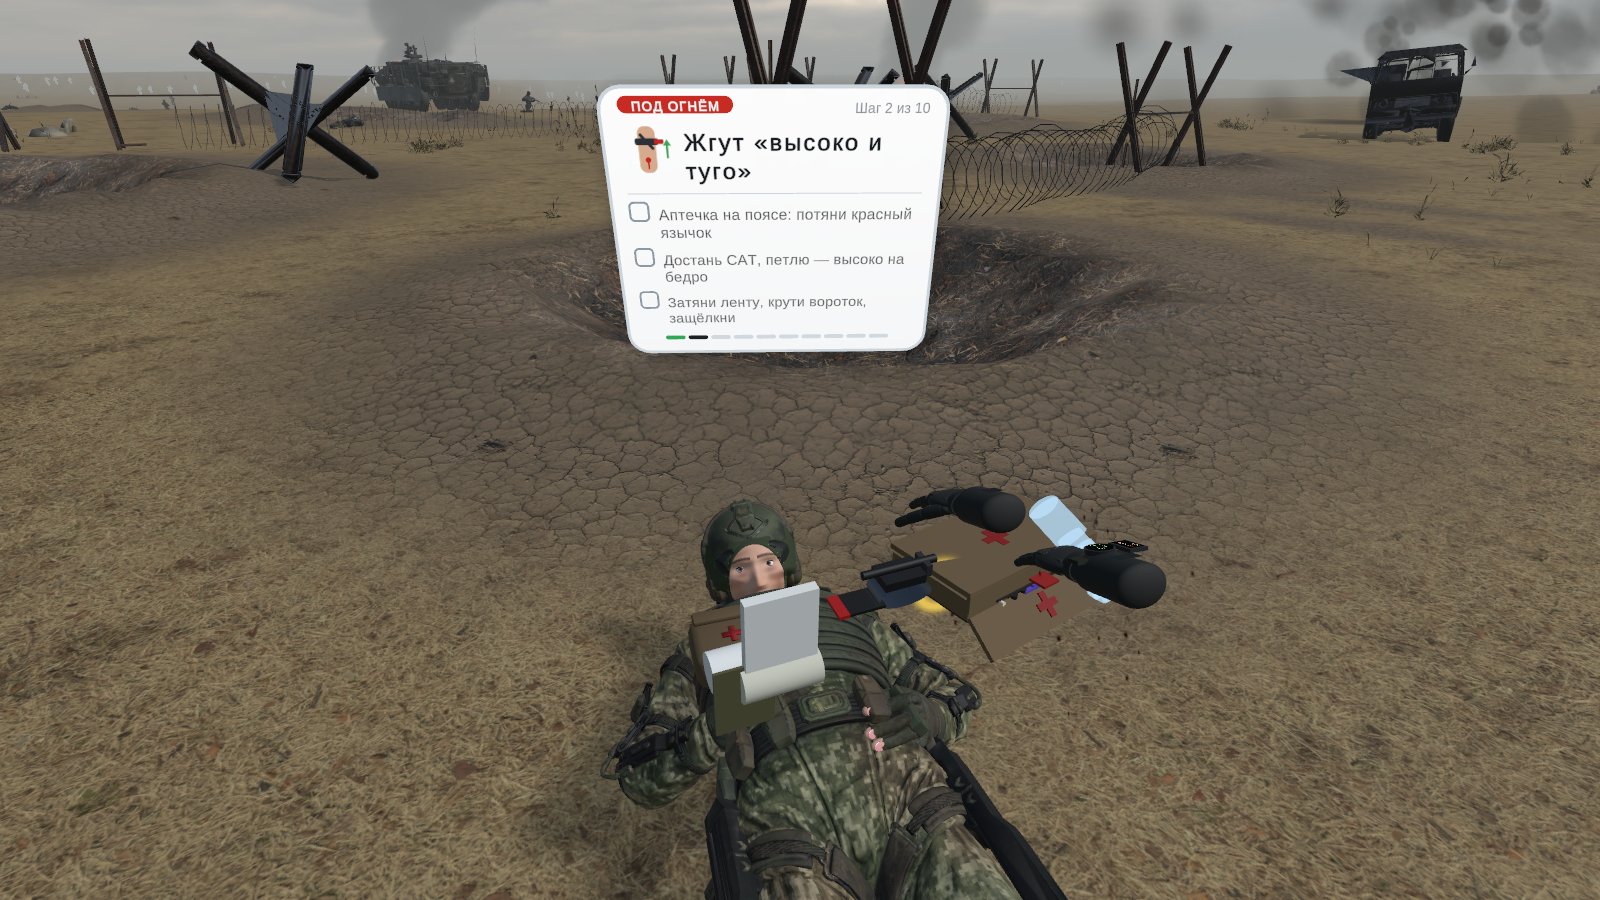 ПОД ОГНЁМ
Шаг 2 из 10
Жгут «высоко и
туго»
Аптечка на поясе: потяни красный
язычок
Достань CAT, петлю — высоко на
бедро
Затяни ленту, крути вороток,
защёлкни